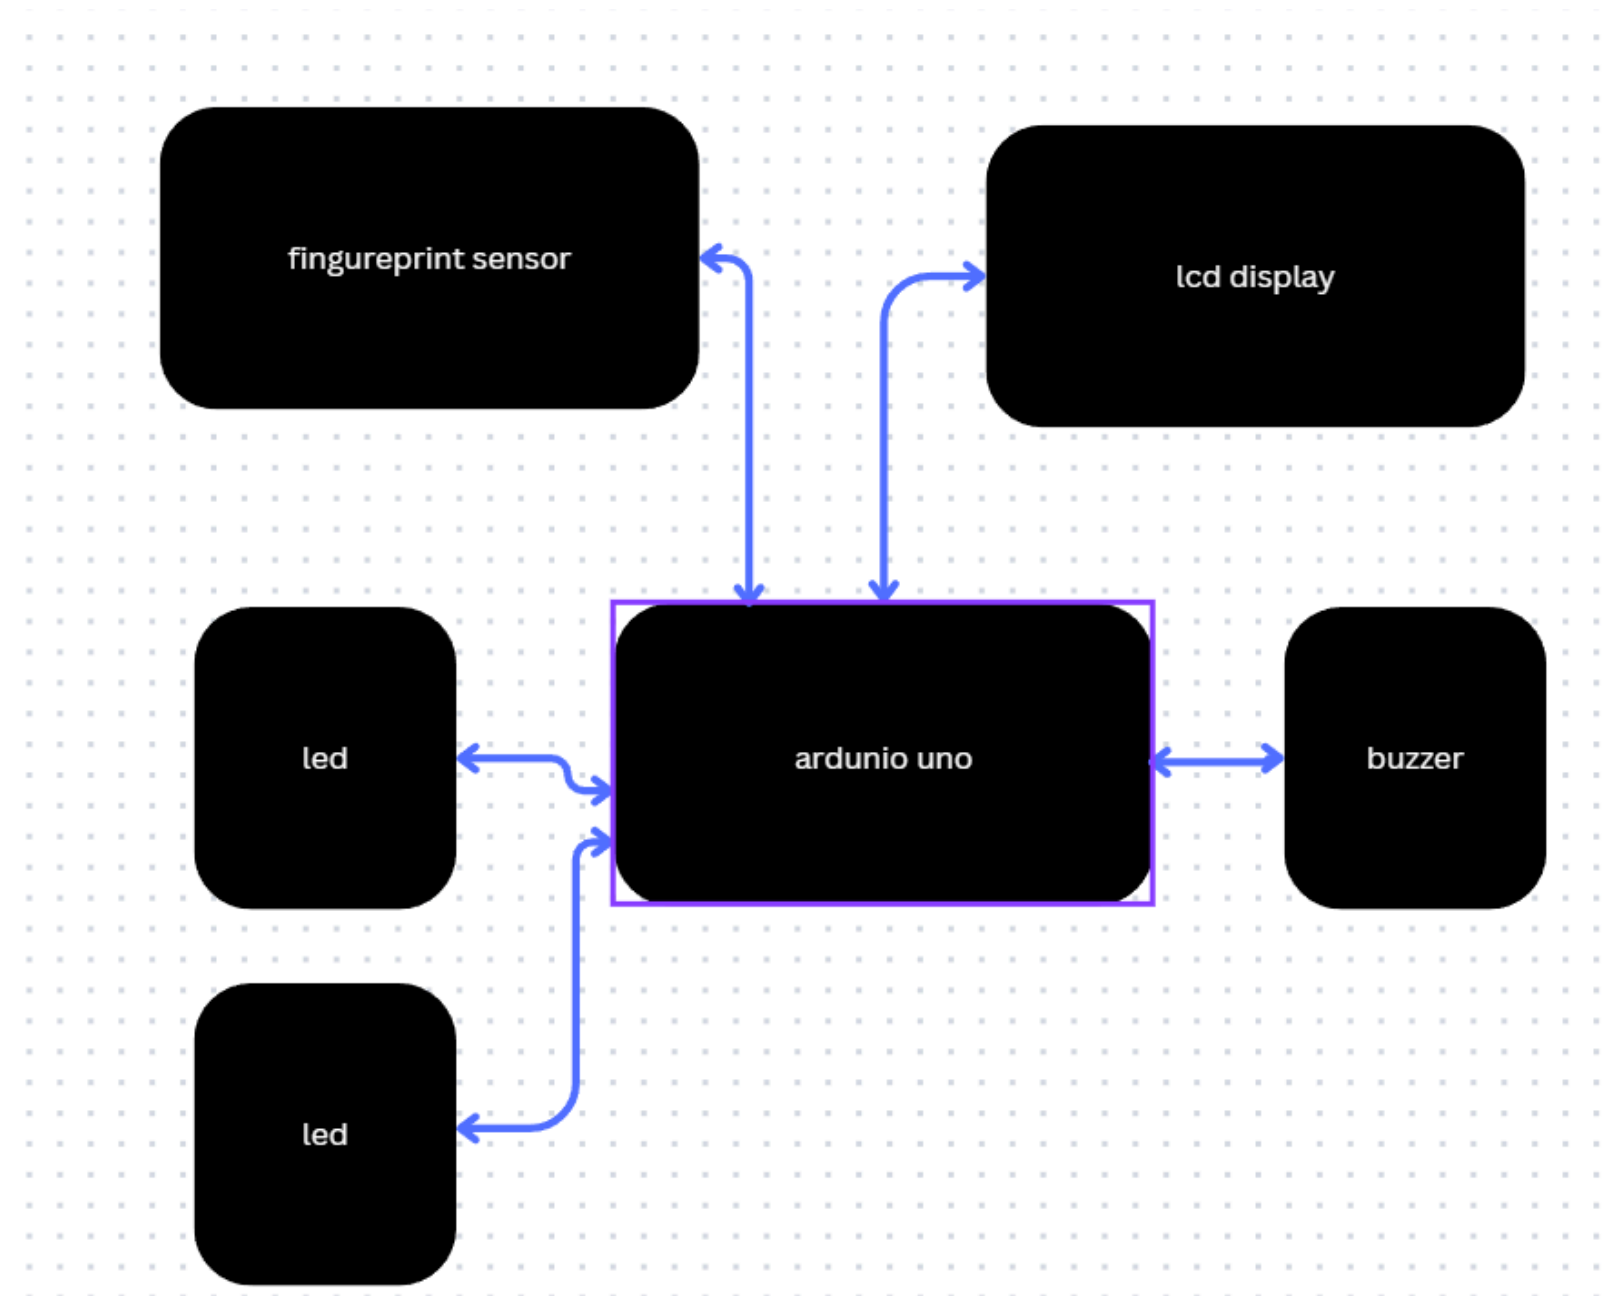 fingureprint sensor
lcd display
led
ardunio uno
buzzer
led